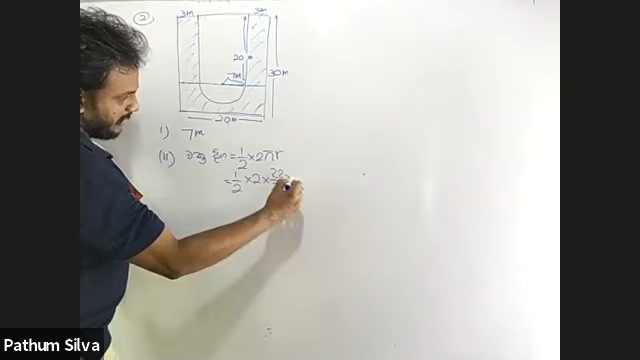 2
3m 3m
20m
7m
30m
20m
i) 7m
(ii) චාප දිග = 1/2 × 2πr
= 1/2 × 2 × 22
Pathum Silva